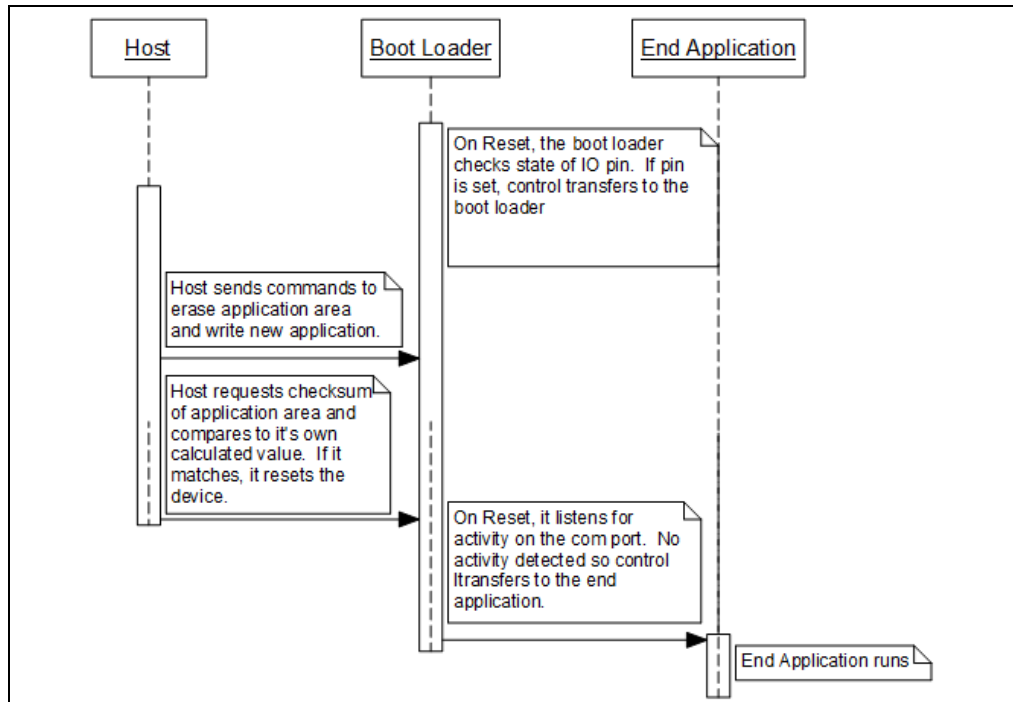 Host
Boot Loader
End Application
On Reset, the boot loader
checks state of IO pin.  If pin
is set, control transfers to the
boot loader
Host sends commands to
erase application area
and write new application.
Host requests checksum
of application area and
compares to it's own
calculated value.  If it
matches, it resets the
device.
On Reset, it listens for
activity on the com port.  No
activity detected so control
ltransfers to the end
application.
End Application runs